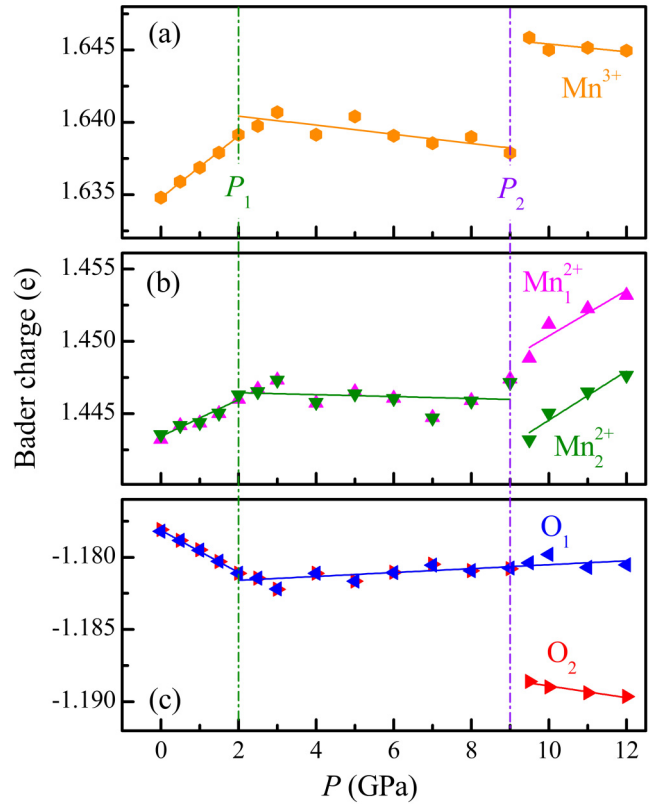 (a)
1.645
Mn3+
1.640
1.635
P1
P2
(b)
1.455
Mn12+
1.450
1.445
Mn22+
Bader charge (e)
O1
-1.180
-1.185
O2
-1.190
(c)
0 2 4 6 8 10 12
P (GPa)